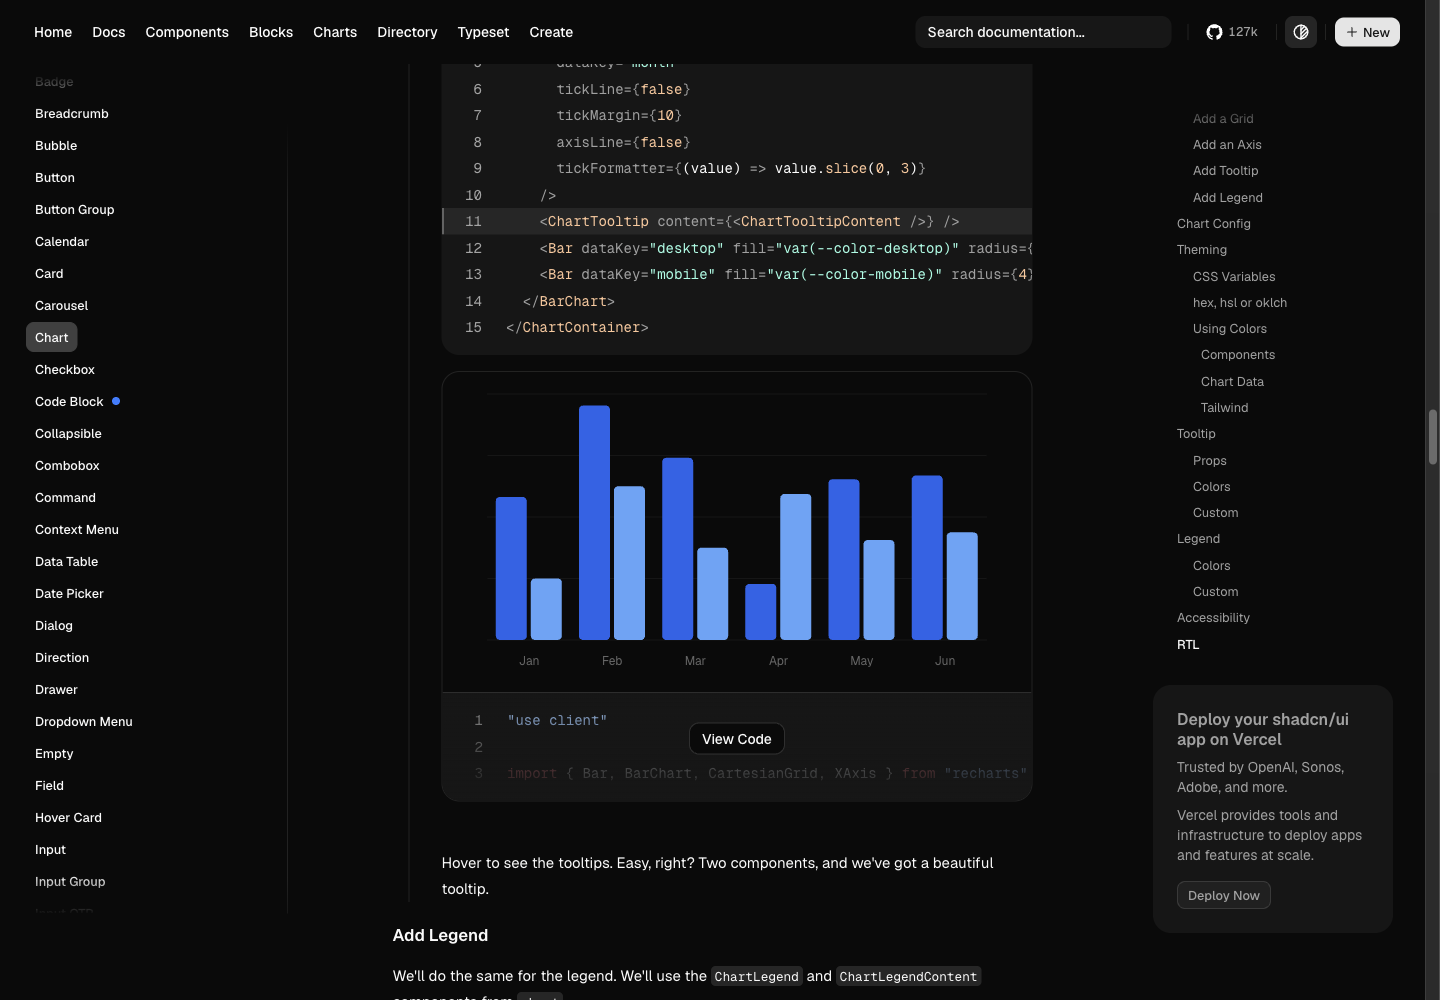 Home Docs Components Blocks Charts Directory Typeset Create
Search documentation...
127k
New
Badge
Breadcrumb
Bubble
Button
Button Group
Calendar
Card
Carousel
Chart
Checkbox
Code Block
Collapsible
Combobox
Command
Context Menu
Data Table
Date Picker
Dialog
Direction
Drawer
Dropdown Menu
Empty
Field
Hover Card
Input
Input Group
Input OTP
5 dataKey="month"
6 tickLine={false}
7 tickMargin={10}
8 axisLine={false}
9 tickFormatter={(value) => value.slice(0, 3)}
10 />
11 <ChartTooltip content={<ChartTooltipContent />} />
12 <Bar dataKey="desktop" fill="var(--color-desktop)" radius={
13 <Bar dataKey="mobile" fill="var(--color-mobile)" radius={4}
14 </BarChart>
15 </ChartContainer>
Jan Feb Mar Apr May Jun
1 "use client"
2
View Code
3 import { Bar, BarChart, CartesianGrid, XAxis } from "recharts"
Hover to see the tooltips. Easy, right? Two components, and we've got a beautiful
tooltip.
Add Legend
We'll do the same for the legend. We'll use the ChartLegend and ChartLegendContent
components from chart
Add a Grid
Add an Axis
Add Tooltip
Add Legend
Chart Config
Theming
CSS Variables
hex, hsl or oklch
Using Colors
Components
Chart Data
Tailwind
Tooltip
Props
Colors
Custom
Legend
Colors
Custom
Accessibility
RTL
Deploy your shadcn/ui
app on Vercel
Trusted by OpenAI, Sonos,
Adobe, and more.
Vercel provides tools and
infrastructure to deploy apps
and features at scale.
Deploy Now